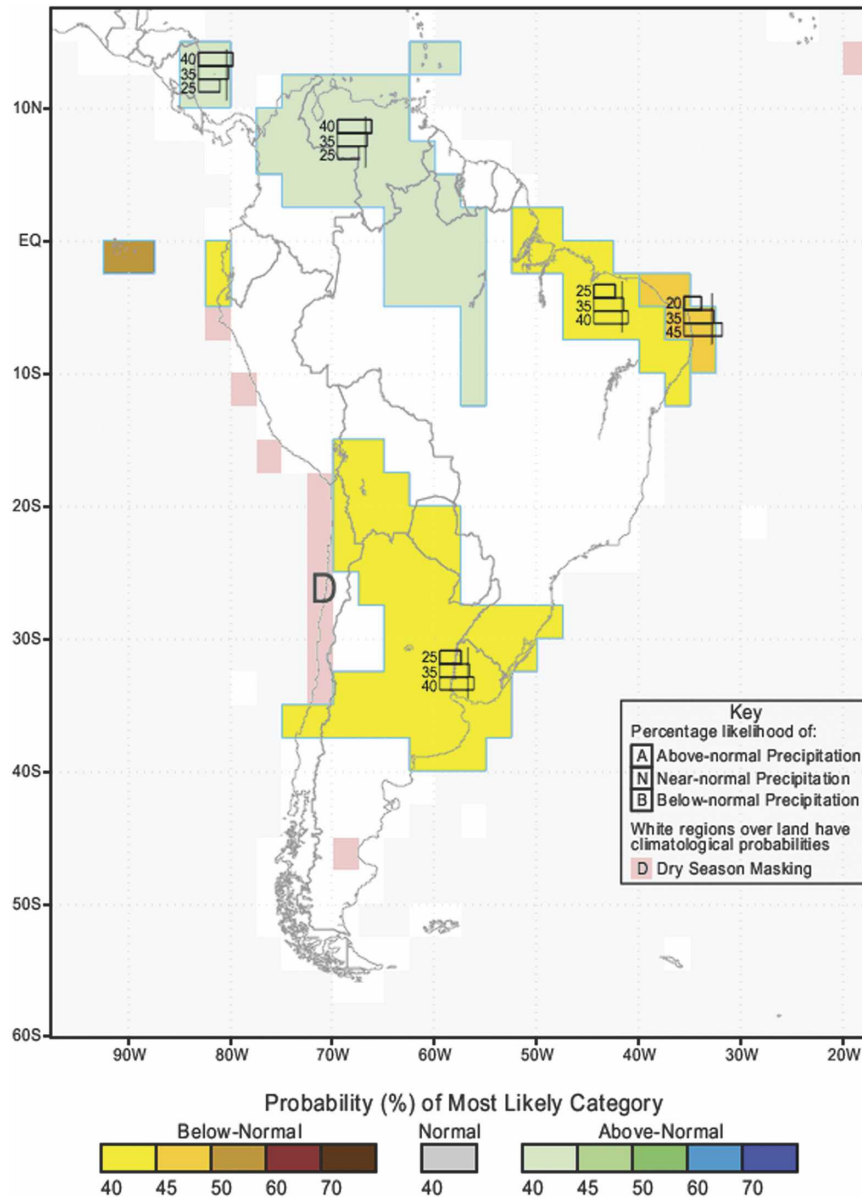 40
35
25
10N
40
35
25
EQ
25
35
40
20
35
45
10S
20S
D
30S
25
35
40
Key
Percentage likelihood of:
A Above-normal Precipitation
N Near-normal Precipitation
B Below-normal Precipitation
White regions over land have
climatological probabilities
D Dry Season Masking
40S
50S
60S
90W 80W 70W 60W 50W 40W 30W 20W
Probability (%) of Most Likely Category
Below-Normal Normal Above-Normal
40 45 50 60 70 40 40 45 50 60 70